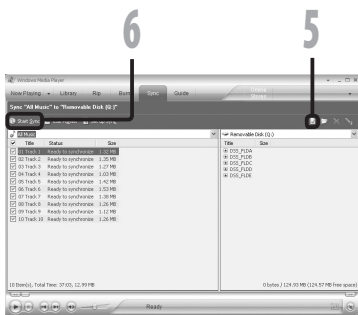 6 5
Windows Media Player
Now Playing Library Rip Burn Sync Guide
Sync "All Music" to "Removable Disk (Q:)"
Start Sync
All Music Removable Disk (Q:)
Title Status Size Title Size
01 Track 1 Ready to synchronize 1.32 MB DSS_FLDA
02 Track 2 Ready to synchronize 1.35 MB DSS_FLDB
03 Track 3 Ready to synchronize 1.27 MB DSS_FLDC
04 Track 4 Ready to synchronize 1.03 MB DSS_FLDD
05 Track 5 Ready to synchronize 1.42 MB DSS_FLDE
06 Track 6 Ready to synchronize 1.53 MB
07 Track 7 Ready to synchronize 1.38 MB
08 Track 8 Ready to synchronize 1.26 MB
09 Track 9 Ready to synchronize 1.12 MB
10 Track 10 Ready to synchronize 1.26 MB
10 Item(s), Total Time: 37:03, 12.99 MB 0 bytes / 124.93 MB (124.57 MB free space)
Ready